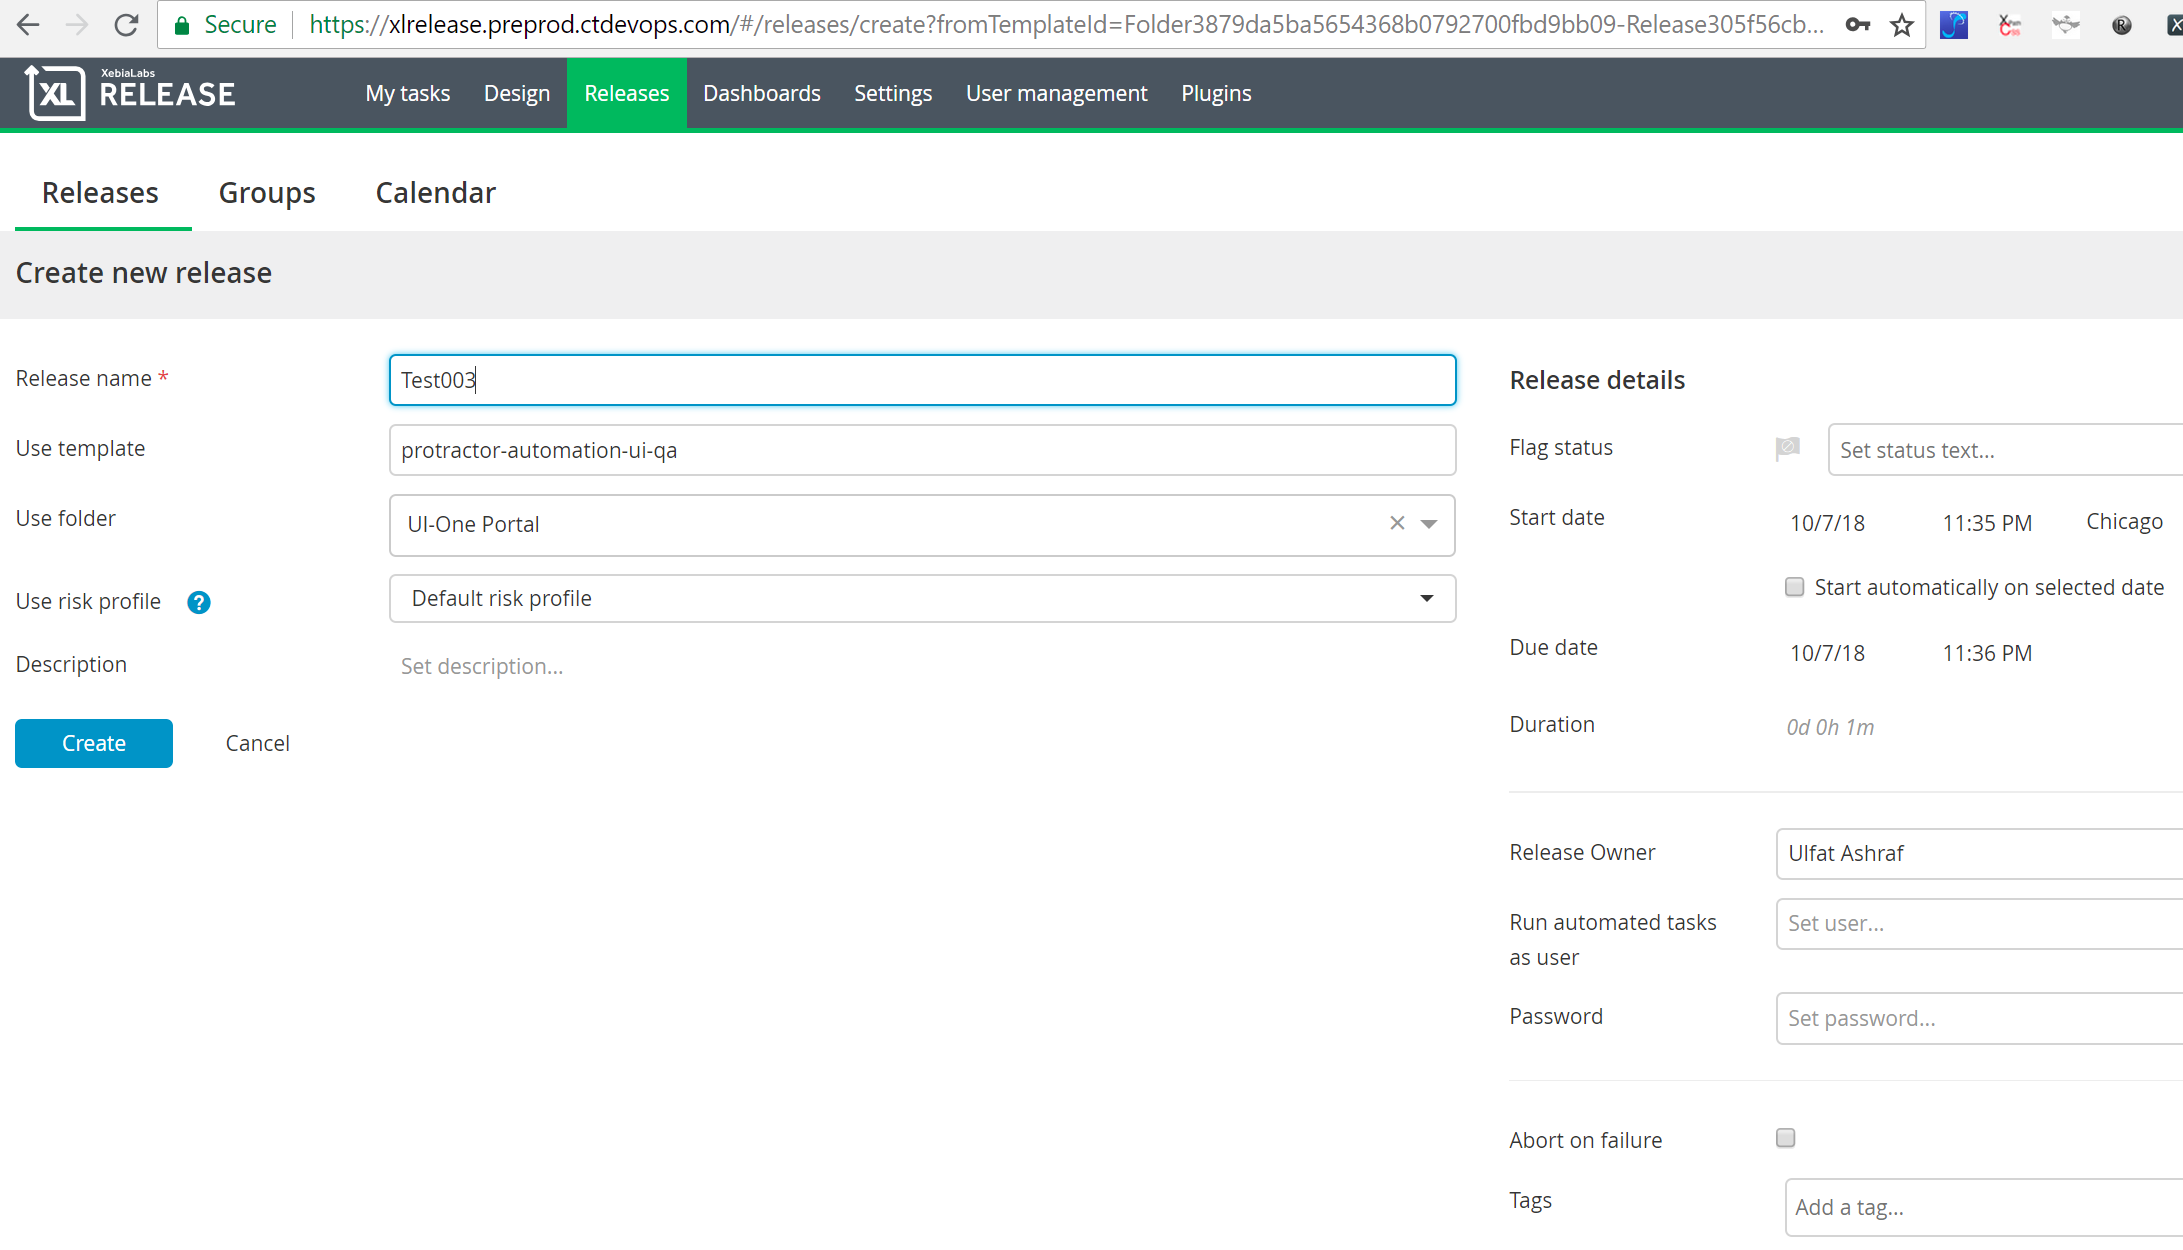 Secure https://xlrelease.preprod.ctdevops.com/#/releases/create?fromTemplateId=Folder3879da5ba5654368b0792700fbd9bb09-Release305f56cb...
XebiaLabs
XL RELEASE
My tasks Design Releases Dashboards Settings User management Plugins
Releases Groups Calendar
Create new release
Release name * Test003
Use template protractor-automation-ui-qa
Use folder UI-One Portal
Use risk profile ? Default risk profile
Description Set description...
Create Cancel
Release details
Flag status Set status text...
Start date 10/7/18 11:35 PM Chicago
Start automatically on selected date
Due date 10/7/18 11:36 PM
Duration 0d 0h 1m
Release Owner Ulfat Ashraf
Run automated tasks
as user Set user...
Password Set password...
Abort on failure
Tags Add a tag...